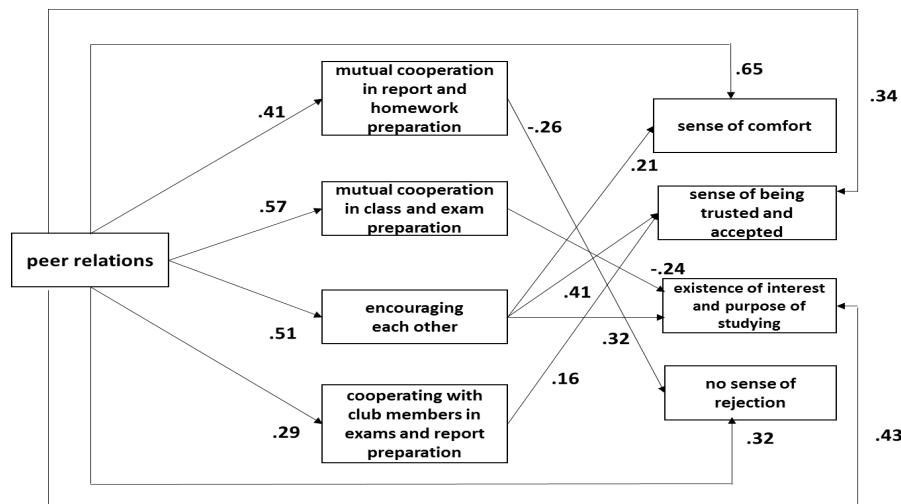 .65
.34
mutual cooperation
in report and
homework
preparation
.41
-.26
sense of comfort
.21
mutual cooperation
in class and exam
preparation
.57
sense of being
trusted and
accepted
peer relations
-.24
encouraging
each other
.41
existence of interest
and purpose of
studying
.51
.32
cooperating with
club members in
exams and report
preparation
.16
no sense of
rejection
.29
.32
.43